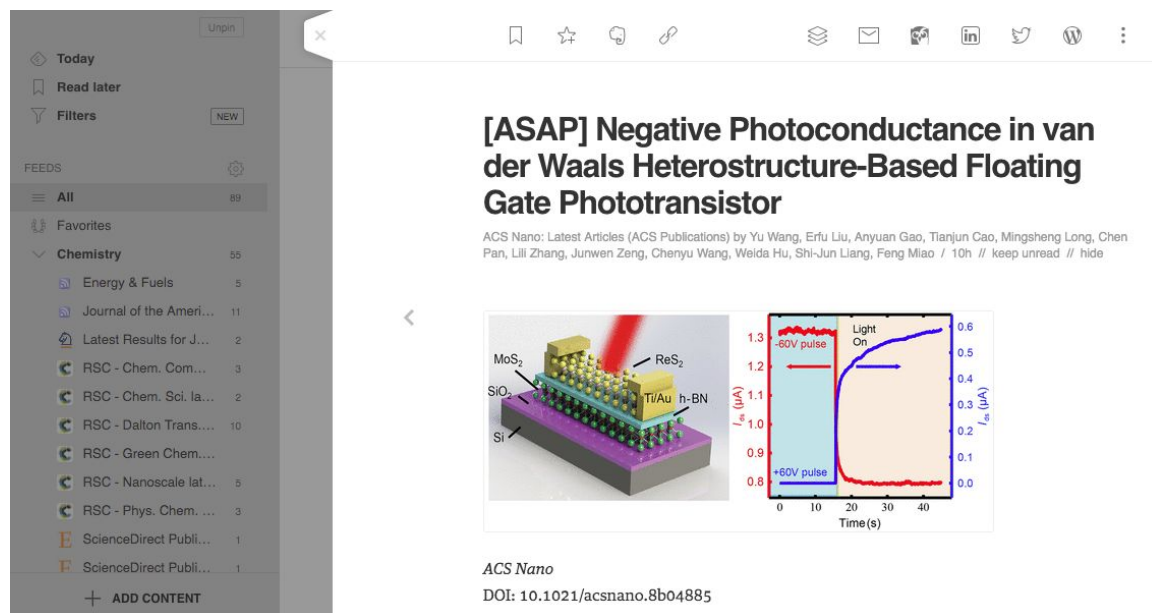 Unpin
Today
Read later
Filters
NEW
FEEDS
All 89
Favorites
Chemistry 55
Energy & Fuels 5
Journal of the Ameri... 11
Latest Results for J... 2
RSC - Chem. Com... 3
RSC - Chem. Sci. la... 2
RSC - Dalton Trans.... 10
RSC - Green Chem....
RSC - Nanoscale lat... 5
RSC - Phys. Chem. ... 3
ScienceDirect Publi... 1
ScienceDirect Publi... 1
ADD CONTENT
[ASAP] Negative Photoconductance in van
der Waals Heterostructure-Based Floating
Gate Phototransistor
ACS Nano: Latest Articles (ACS Publications) by Yu Wang, Erfu Liu, Anyuan Gao, Tianjun Cao, Mingsheng Long, Chen
Pan, Lili Zhang, Junwen Zeng, Chenyu Wang, Weida Hu, Shi-Jun Liang, Feng Miao / 10h // keep unread // hide
MoS2
ReS2
SiO2
Ti/Au
h-BN
Si
Ids (μA)
1.3
1.2
1.1
1.0
0.9
0.8
-60V pulse
Light
On
+60V pulse
0.6
0.5
0.4
0.3
0.2
0.1
0.0
Ids (μA)
0 10 20 30 40
Time(s)
ACS Nano
DOI: 10.1021/acsnano.8b04885